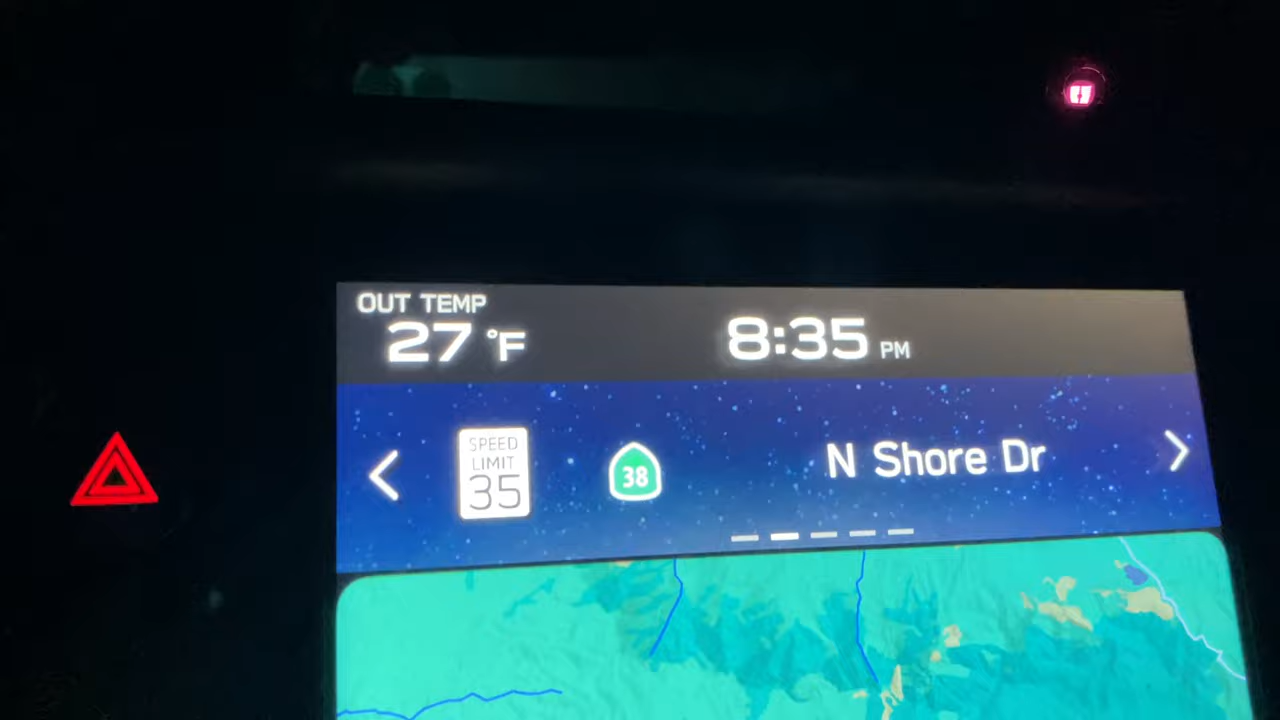 OUT TEMP
27 °F
8:35 PM
SPEED
LIMIT
35
38
N Shore Dr